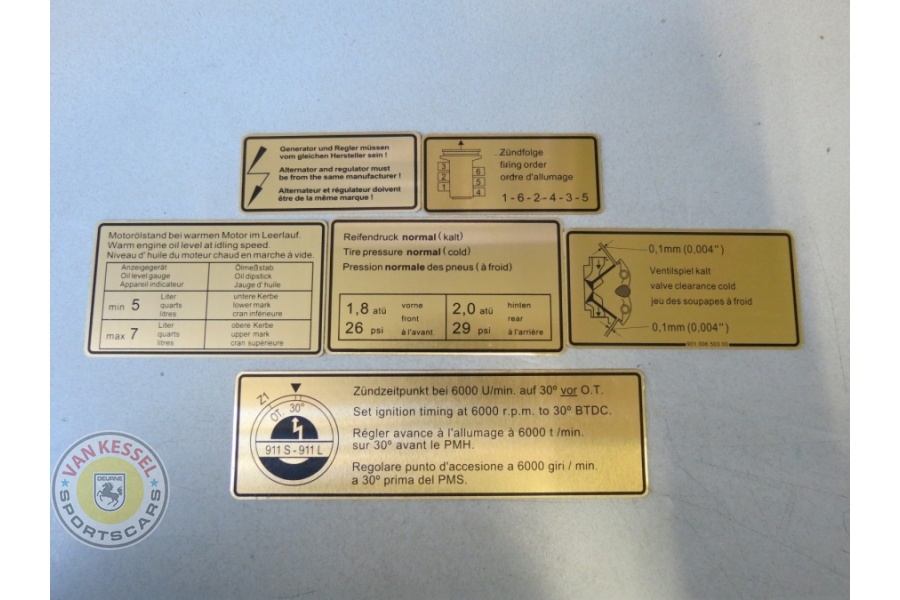 Generator und Regler müssen
vom gleichen Hersteller sein !
Alternator and regulator must
be from the same manufacturer !
Alternateur et régulateur doivent
être de la même marque !
3
2
1
6
5
4
Zündfolge
firing order
ordre d'allumage
1-6-2-4-3-5
Motorölstand bei warmen Motor im Leerlauf.
Warm engine oil level at idling speed.
Niveau d' huile du moteur chaud en marche à vide.
Anzeigegerät
Oil level gauge
Appareil indicateur
Ölmeßstab
Oil dipstick
Jauge d' huile
min 5
Liter
quarts
litres
untere Kerbe
lower mark
cran inférieure
max 7
Liter
quarts
litres
obere Kerbe
upper mark
cran supérieure
Reifendruck normal ( kalt)
Tire pressure normal ( cold)
Pression normale des pneus ( à froid)
1,8 atü
26 psi
vorne
front
à l'avant
2,0 atü
29 psi
hinten
rear
à l'arrière
0,1mm (0,004")
Ventilspiel kalt
valve clearance cold
jeu des soupapes à froid
0,1mm (0,004")
Z1
OT. 30º
911 S - 911 L
Zündzeitpunkt bei 6000 U/min. auf 30º vor O.T.
Set ignition timing at 6000 r.p.m. to 30º BTDC.
Régler avance à l'allumage à 6000 t /min.
sur 30º avant le PMH.
Regolare punto d'accesione a 6000 giri / min.
a 30º prima del PMS.
VAN KESSEL
DEURNE
SPORTSCARS